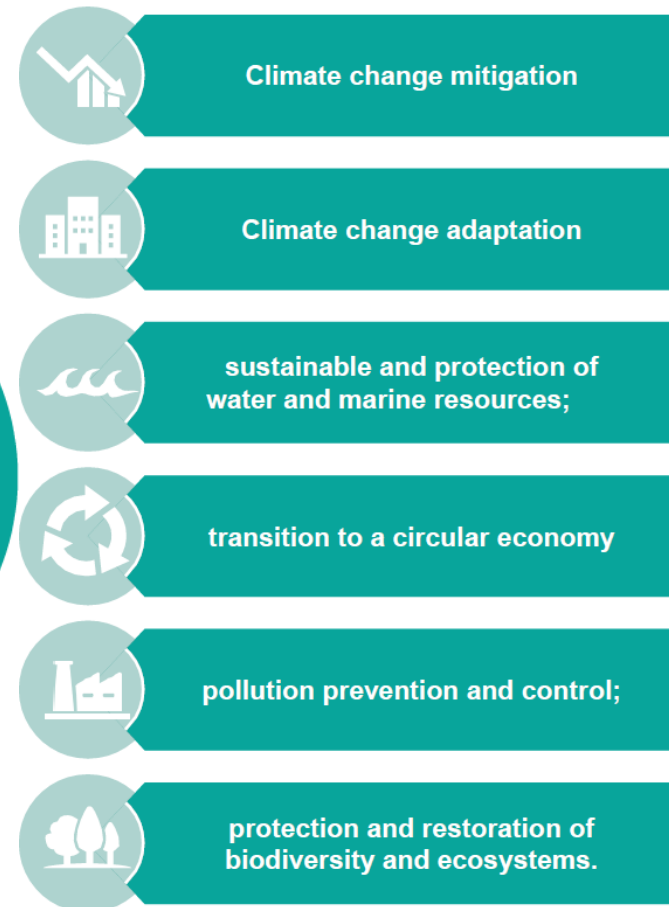 Climate change mitigation
Climate change adaptation
sustainable and protection of
water and marine resources;
transition to a circular economy
pollution prevention and control;
protection and restoration of
biodiversity and ecosystems.